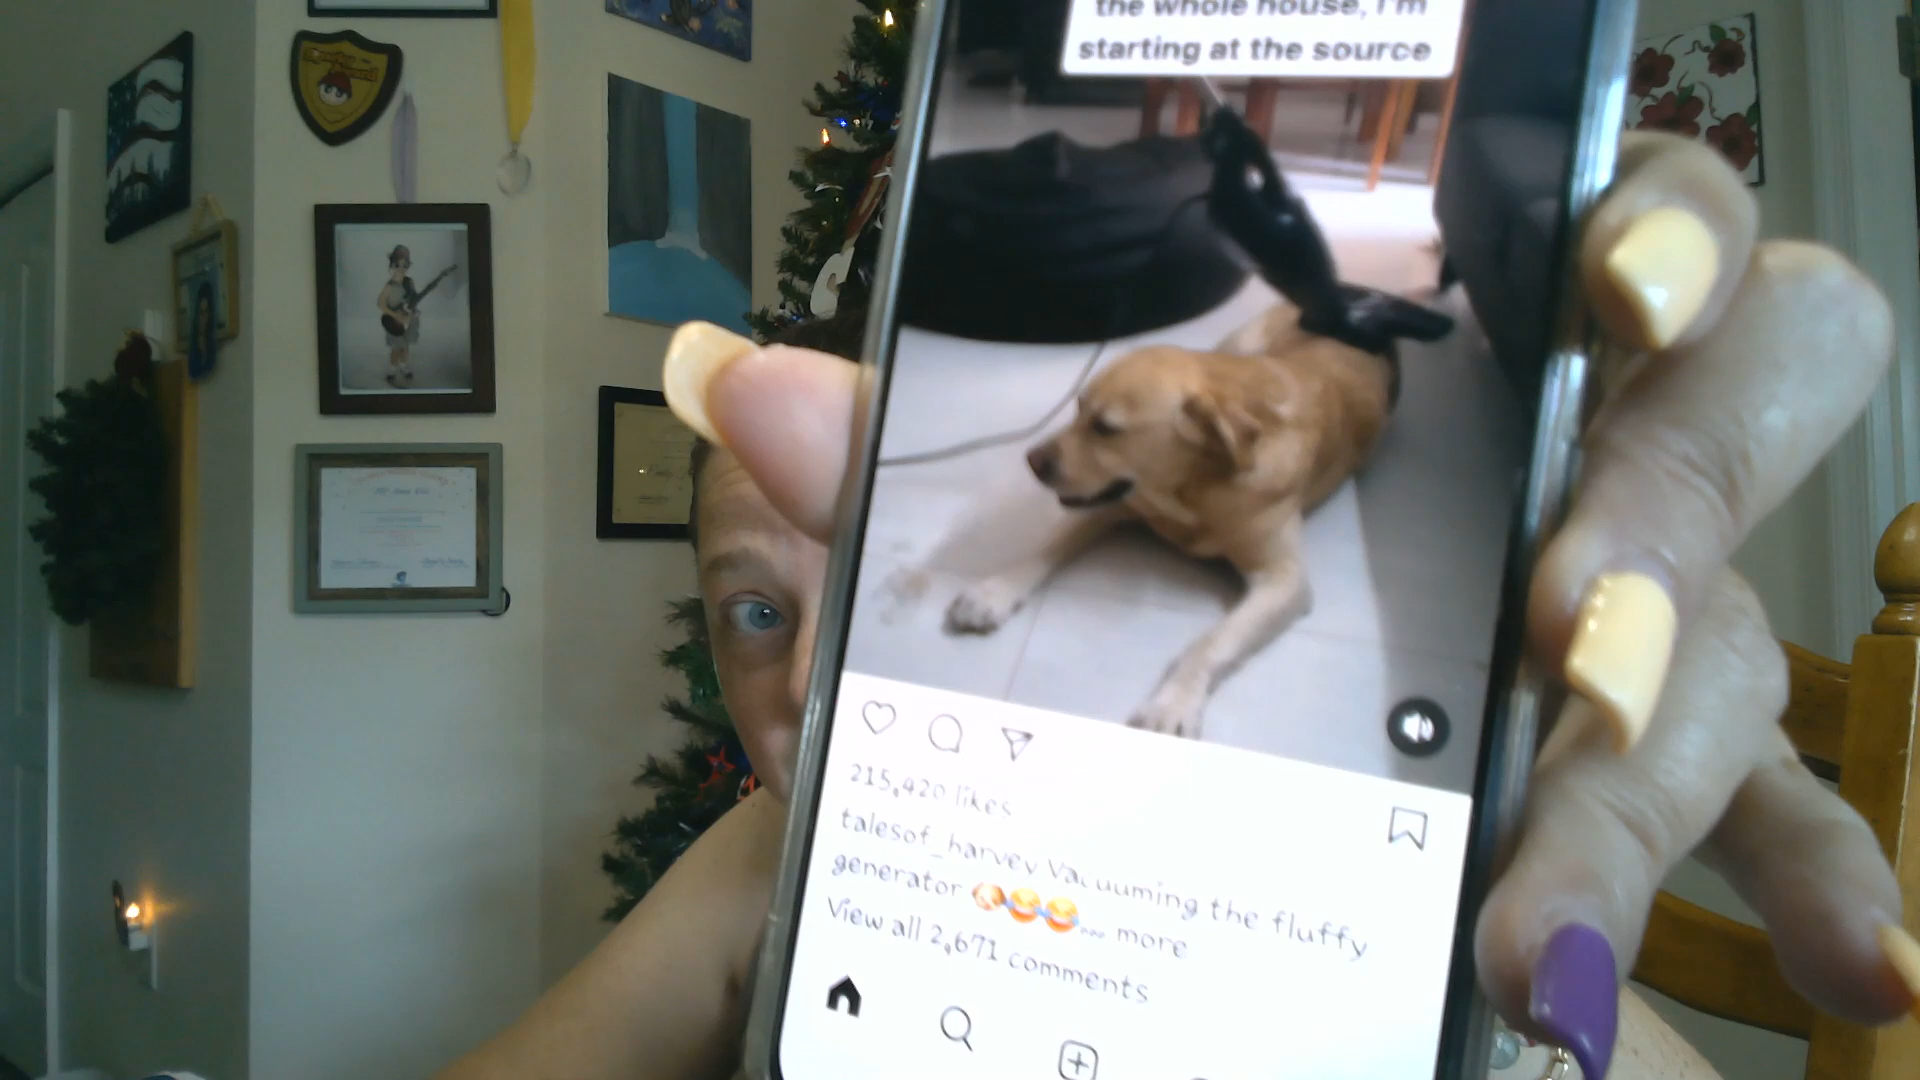 the whole house, I'm
starting at the source
215,420 likes
talesof_harvey Vacuuming the fluffy
generator 🐶😂😂... more
View all 2,671 comments